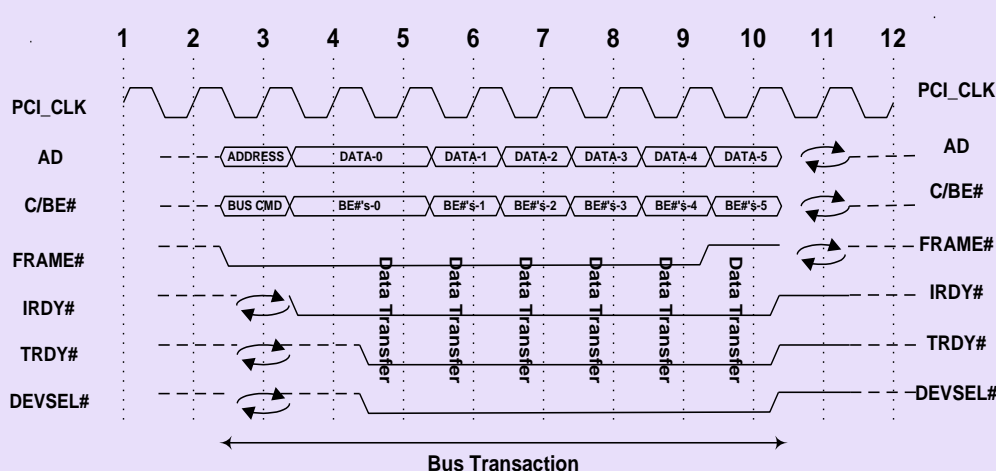 1 2 3 4 5 6 7 8 9 10 11 12
PCI_CLK PCI_CLK
AD ADDRESS DATA-0 DATA-1 DATA-2 DATA-3 DATA-4 DATA-5 AD
C/BE# BUS CMD BE#'s-0 BE#'s-1 BE#'s-2 BE#'s-3 BE#'s-4 BE#'s-5 C/BE#
FRAME# FRAME#
IRDY# IRDY#
TRDY# TRDY#
DEVSEL# DEVSEL#
Data Transfer
Data Transfer
Data Transfer
Data Transfer
Data Transfer
Data Transfer
Bus Transaction